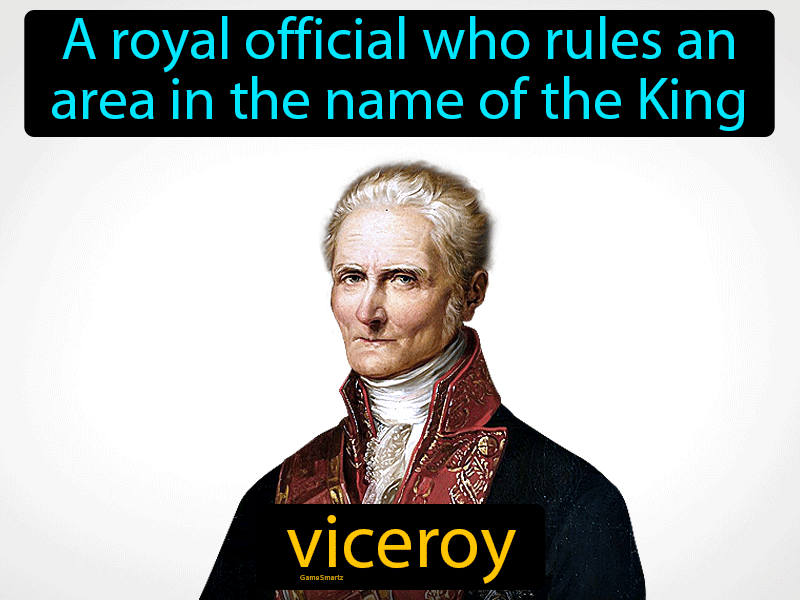 A royal official who rules an
area in the name of the King
viceroy
GameSmartz